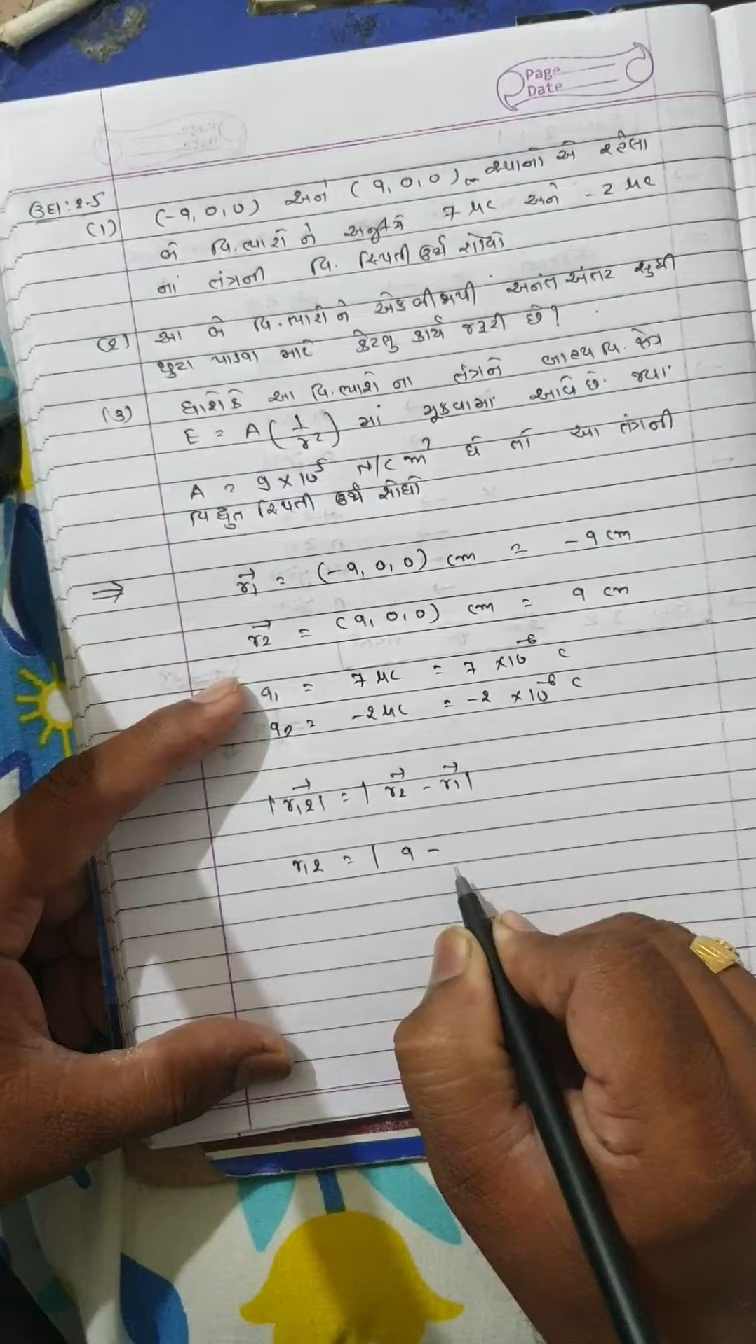 Page
Date
ઉદા: 2.5
(1) (-9, 0, 0) અને (9, 0, 0) સ્થાનો એ રહેલા
બે વિ.ભારો ને અનુક્રમે 7 μC અને -2 μC
નાં તંત્રની વિ. સ્થિતી ઉર્જા શોધો
(2) આ બે વિ.ભારોને એકબીજાથી અનંત અંતર સુધી
છુટા પાડવા માટે કેટલુ કાર્ય જરૂરી છે?
(3) ધારોકે આ વિ.ભારો ના તંત્રને બાહ્ય વિ. ક્ષેત્ર
E = A(1/r2) માં મૂકવામાં આવે છે. જ્યાં
A = 9 × 10^5 N/C m² હોય તો આ તંત્રની
વિદ્યુત સ્થિતી ઉર્જા શોધો
⇒ r⃗1 = (-9, 0, 0) cm = -9 cm
r⃗2 = (9, 0, 0) cm = 9 cm
q1 = 7 μC = 7 × 10^-6 C
q2 = -2 μC = -2 × 10^-6 C
|r⃗12| = |r⃗2 - r⃗1|
r12 = | 9 -